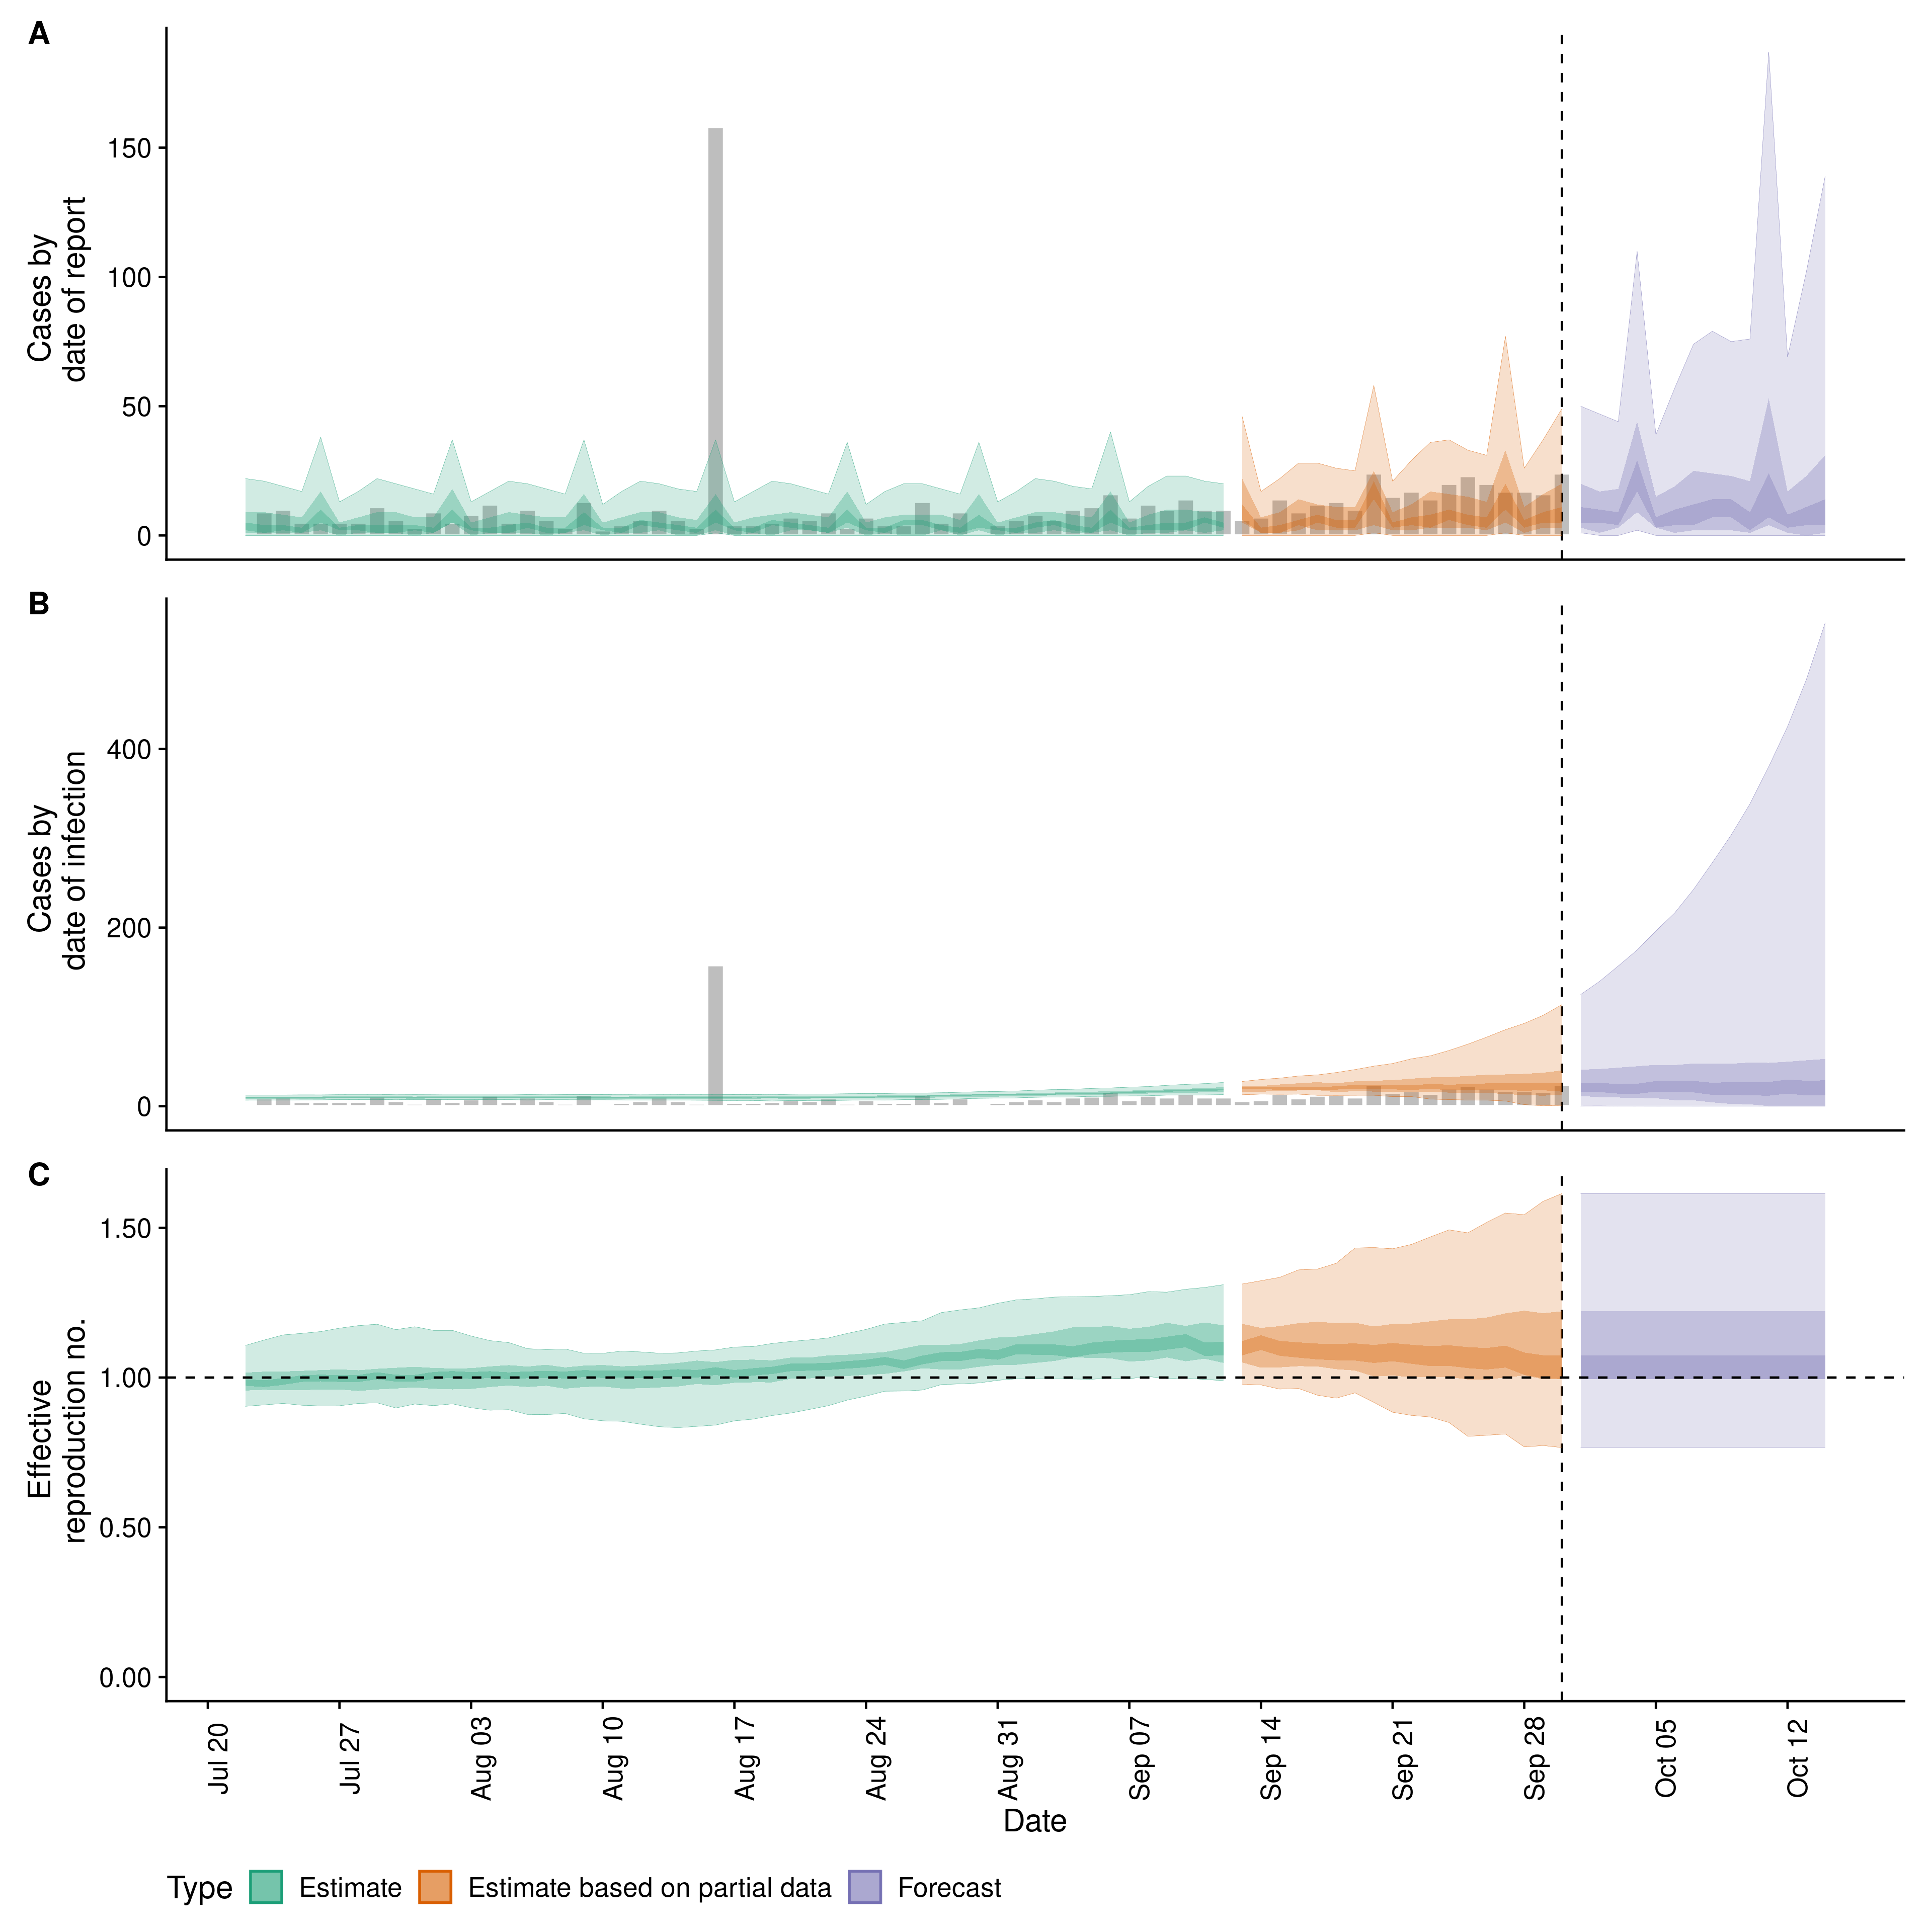 A
Cases by
date of report
150
100
50
0
B
Cases by
date of infection
400
200
0
C
Effective
reproduction no.
1.50
1.00
0.50
0.00
Jul 20
Jul 27
Aug 03
Aug 10
Aug 17
Aug 24
Aug 31
Sep 07
Sep 14
Sep 21
Sep 28
Oct 05
Oct 12
Date
Type Estimate Estimate based on partial data Forecast